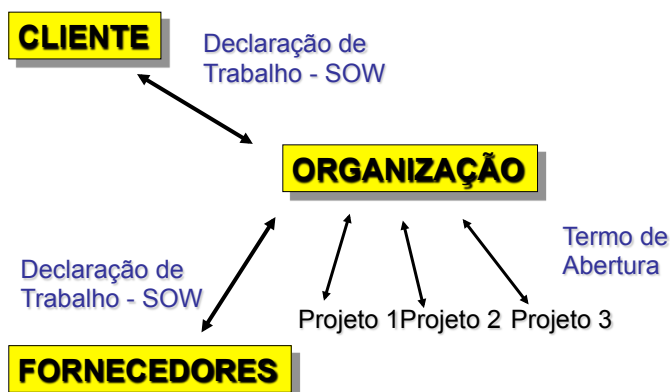 CLIENTE
Declaração de
Trabalho - SOW
ORGANIZAÇÃO
Termo de
Abertura
Declaração de
Trabalho - SOW
Projeto 1Projeto 2 Projeto 3
FORNECEDORES